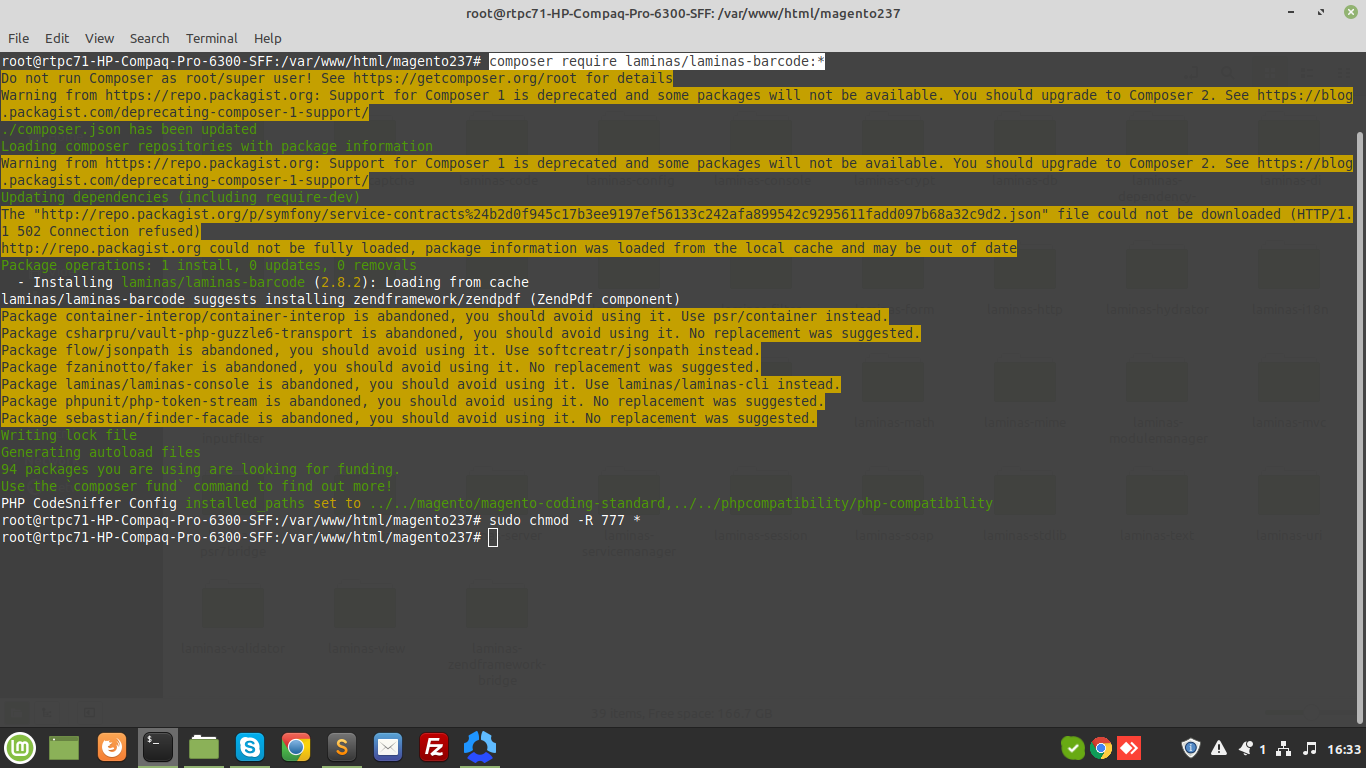 root@rtpc71-HP-Compaq-Pro-6300-SFF: /var/www/html/magento237
File Edit View Search Terminal Help
root@rtpc71-HP-Compaq-Pro-6300-SFF:/var/www/html/magento237# composer require laminas/laminas-barcode:*
Do not run Composer as root/super user! See https://getcomposer.org/root for details
Warning from https://repo.packagist.org: Support for Composer 1 is deprecated and some packages will not be available. You should upgrade to Composer 2. See https://blog
.packagist.com/deprecating-composer-1-support/
./composer.json has been updated
Loading composer repositories with package information
Warning from https://repo.packagist.org: Support for Composer 1 is deprecated and some packages will not be available. You should upgrade to Composer 2. See https://blog
.packagist.com/deprecating-composer-1-support/
Updating dependencies (including require-dev)
The "http://repo.packagist.org/p/symfony/service-contracts%24b2d0f945c17b3ee9197ef56133c242afa899542c9295611fadd097b68a32c9d2.json" file could not be downloaded (HTTP/1.
1 502 Connection refused)
http://repo.packagist.org could not be fully loaded, package information was loaded from the local cache and may be out of date
Package operations: 1 install, 0 updates, 0 removals
  - Installing laminas/laminas-barcode (2.8.2): Loading from cache
laminas/laminas-barcode suggests installing zendframework/zendpdf (ZendPdf component)
Package container-interop/container-interop is abandoned, you should avoid using it. Use psr/container instead.
Package csharpru/vault-php-guzzle6-transport is abandoned, you should avoid using it. No replacement was suggested.
Package flow/jsonpath is abandoned, you should avoid using it. Use softcreatr/jsonpath instead.
Package fzaninotto/faker is abandoned, you should avoid using it. No replacement was suggested.
Package laminas/laminas-console is abandoned, you should avoid using it. Use laminas/laminas-cli instead.
Package phpunit/php-token-stream is abandoned, you should avoid using it. No replacement was suggested.
Package sebastian/finder-facade is abandoned, you should avoid using it. No replacement was suggested.
Writing lock file
Generating autoload files
94 packages you are using are looking for funding.
Use the `composer fund` command to find out more!
PHP CodeSniffer Config installed_paths set to ../../magento/magento-coding-standard,../../phpcompatibility/php-compatibility
root@rtpc71-HP-Compaq-Pro-6300-SFF:/var/www/html/magento237# sudo chmod -R 777 *
root@rtpc71-HP-Compaq-Pro-6300-SFF:/var/www/html/magento237#
laminas-validator laminas-view laminas-
zendframework-
bridge
1 16:33